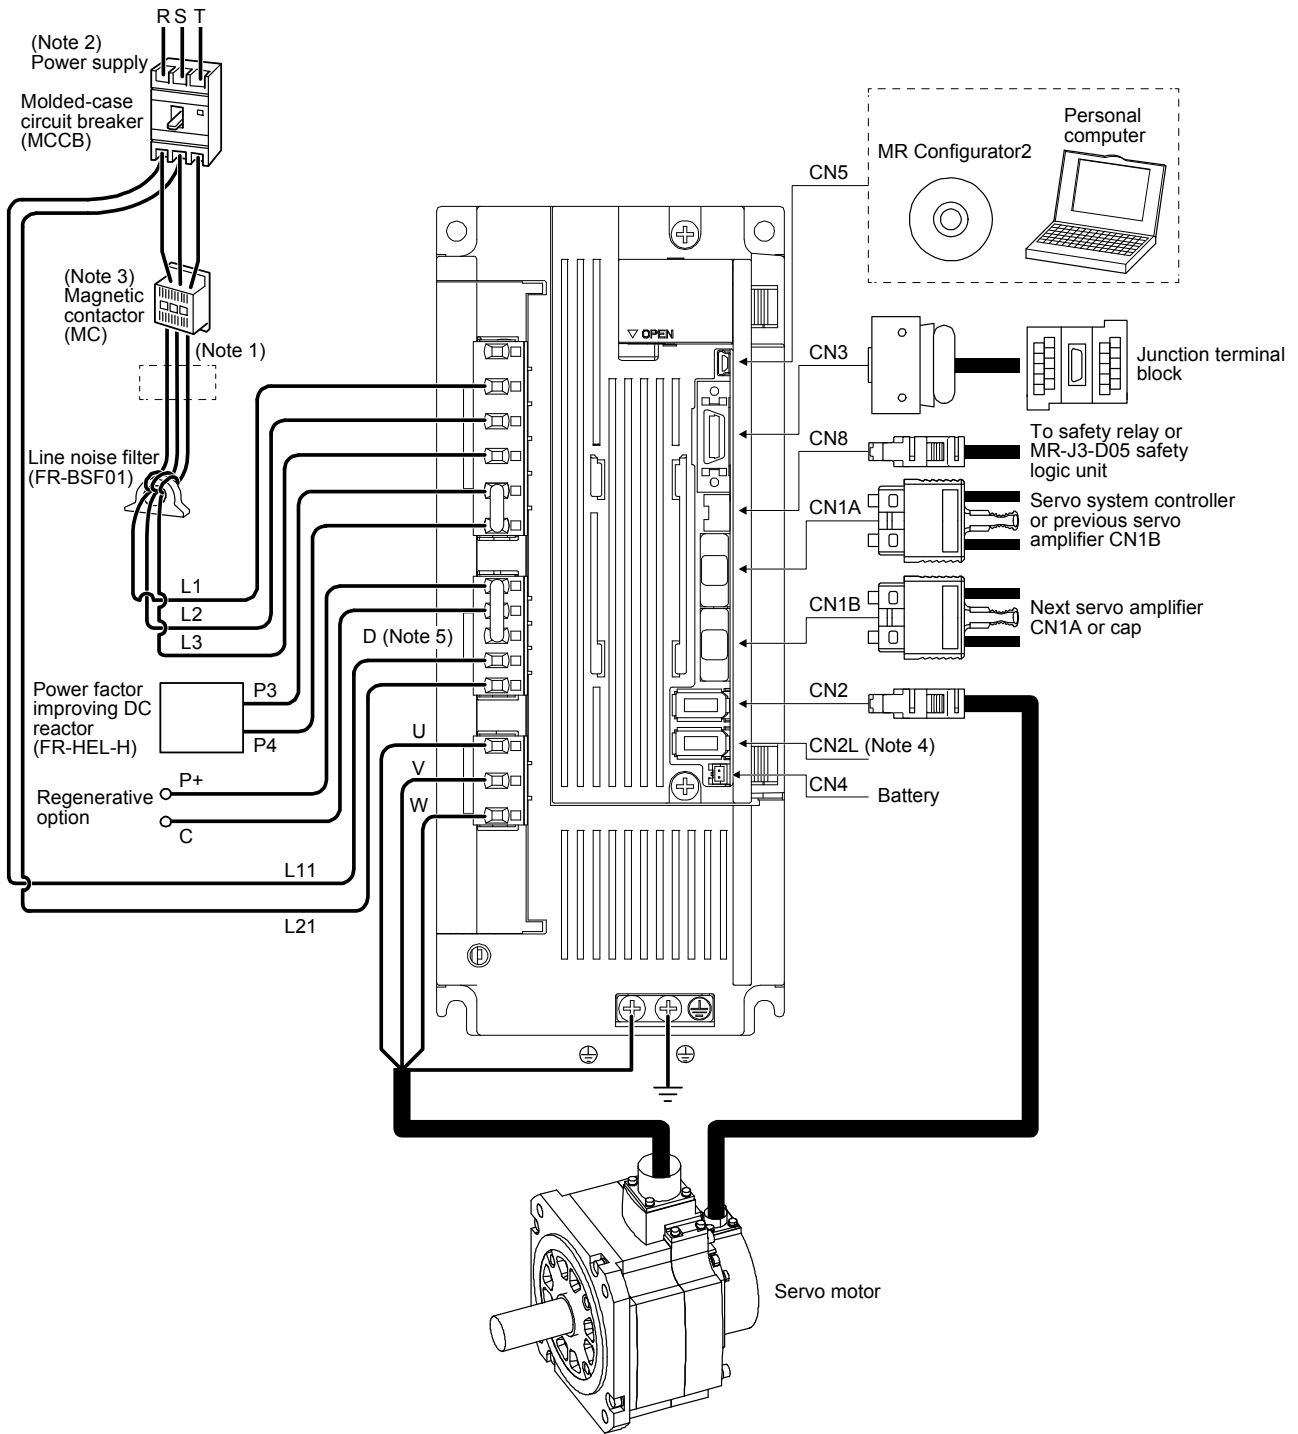 R S T
(Note 2)
Power supply
Molded-case
circuit breaker
(MCCB)
(Note 3)
Magnetic
contactor
(MC)
(Note 1)
Line noise filter
(FR-BSF01)
L1
L2
L3
Power factor
improving DC
reactor
(FR-HEL-H)
P3
P4
Regenerative
option
P+
C
L11
L21
D (Note 5)
U
V
W
▽ OPEN
CN5
MR Configurator2
Personal
computer
CN3
Junction terminal
block
CN8
To safety relay or
MR-J3-D05 safety
logic unit
CN1A
Servo system controller
or previous servo
amplifier CN1B
CN1B
Next servo amplifier
CN1A or cap
CN2
CN2L (Note 4)
CN4
Battery
Servo motor